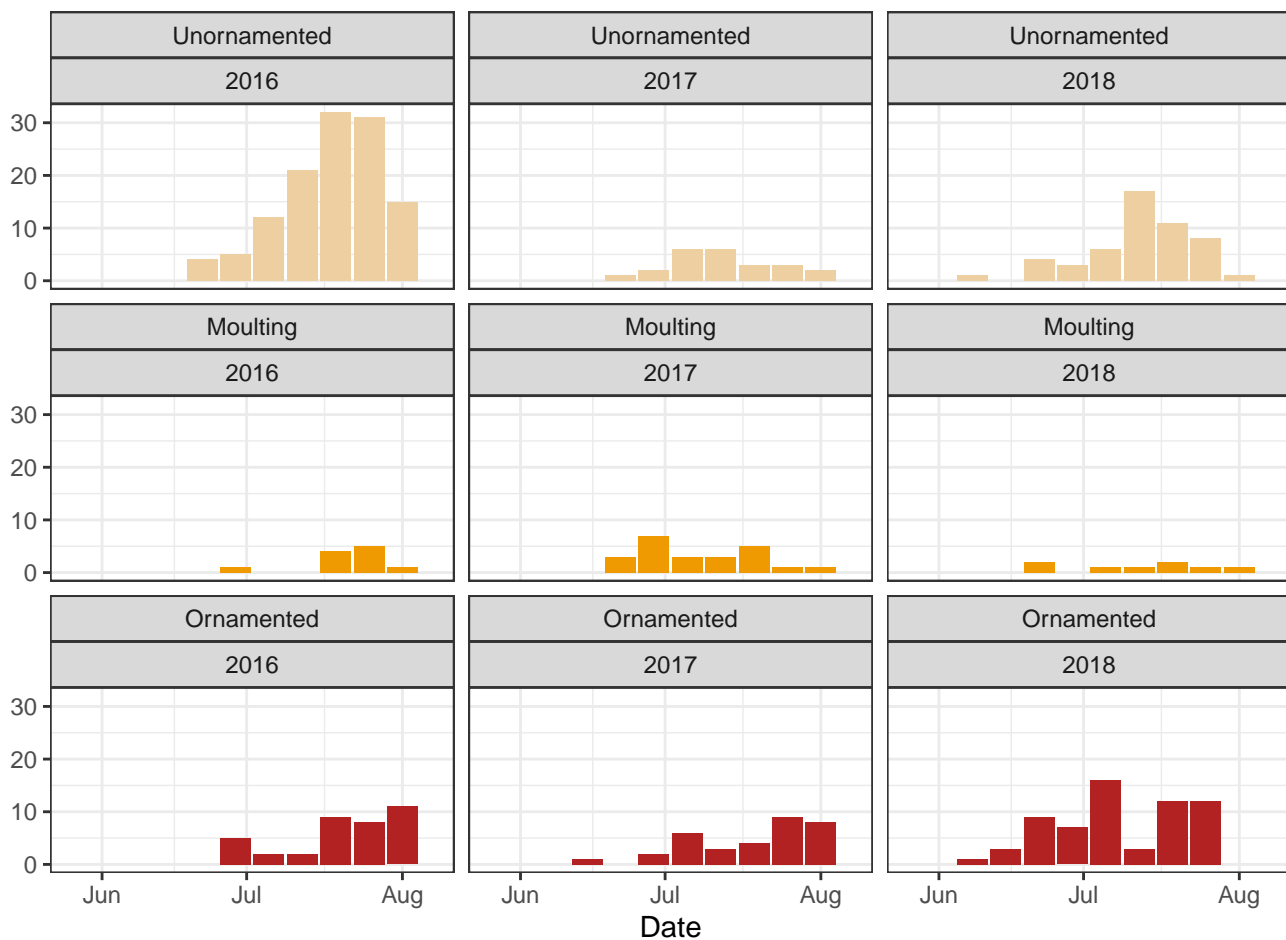 Unornamented Unornamented Unornamented
2016 2017 2018
30
20
10
0
Moulting Moulting Moulting
2016 2017 2018
30
20
10
0
Ornamented Ornamented Ornamented
2016 2017 2018
30
20
10
0
Jun Jul Aug Jun Jul Aug Jun Jul Aug
Date